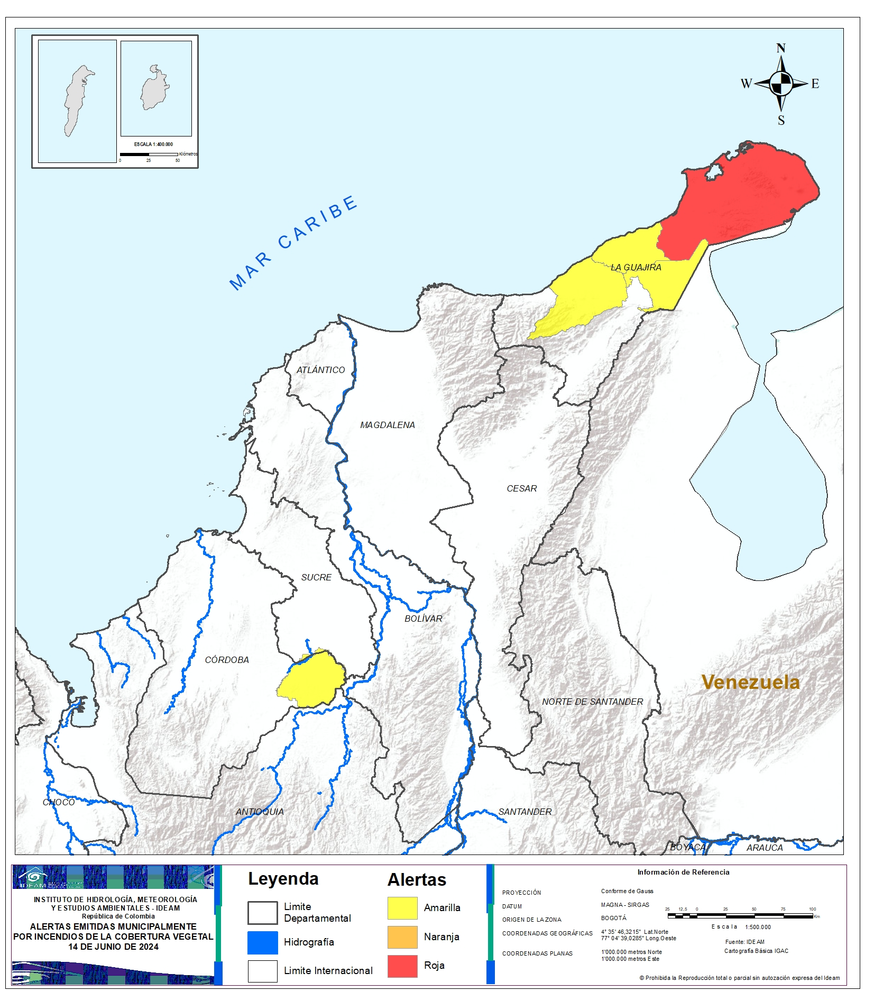 N
W
E
S
ESCALA 1:400.000
Kilómetros
0 25 50
MAR CARIBE
LA GUAJIRA
ATLÁNTICO
MAGDALENA
CESAR
SUCRE
BOLÍVAR
CÓRDOBA
Venezuela
NORTE DE SANTANDER
CHOCÓ
ANTIOQUIA
SANTANDER
BOYACÁ
ARAUCA
IDEAM
INSTITUTO DE HIDROLOGÍA, METEOROLOGÍA
Y ESTUDIOS AMBIENTALES - IDEAM
República de Colombia
ALERTAS EMITIDAS MUNICIPALMENTE
POR INCENDIOS DE LA COBERTURA VEGETAL
14 DE JUNIO DE 2024
Leyenda
Limite
Departamental
Hidrografía
Limite Internacional
Alertas
Amarilla
Naranja
Roja
Información de Referencia
PROYECCIÓN Conforme de Gauss
DATUM MAGNA - SIRGAS
ORIGEN DE LA ZONA BOGOTÁ
COORDENADAS GEOGRÁFICAS 4° 35' 46,3215" Lat.Norte
77° 04' 39,0285" Long.Oeste
COORDENADAS PLANAS 1'000.000 metros Norte
1'000.000 metros Este
25 12,5 0 25 50 75 100
Km
Escala 1:500.000
Fuente: IDEAM
Cartografía Básica IGAC
© Prohibida la Reproducción total o parcial sin autozación expresa del Ideam